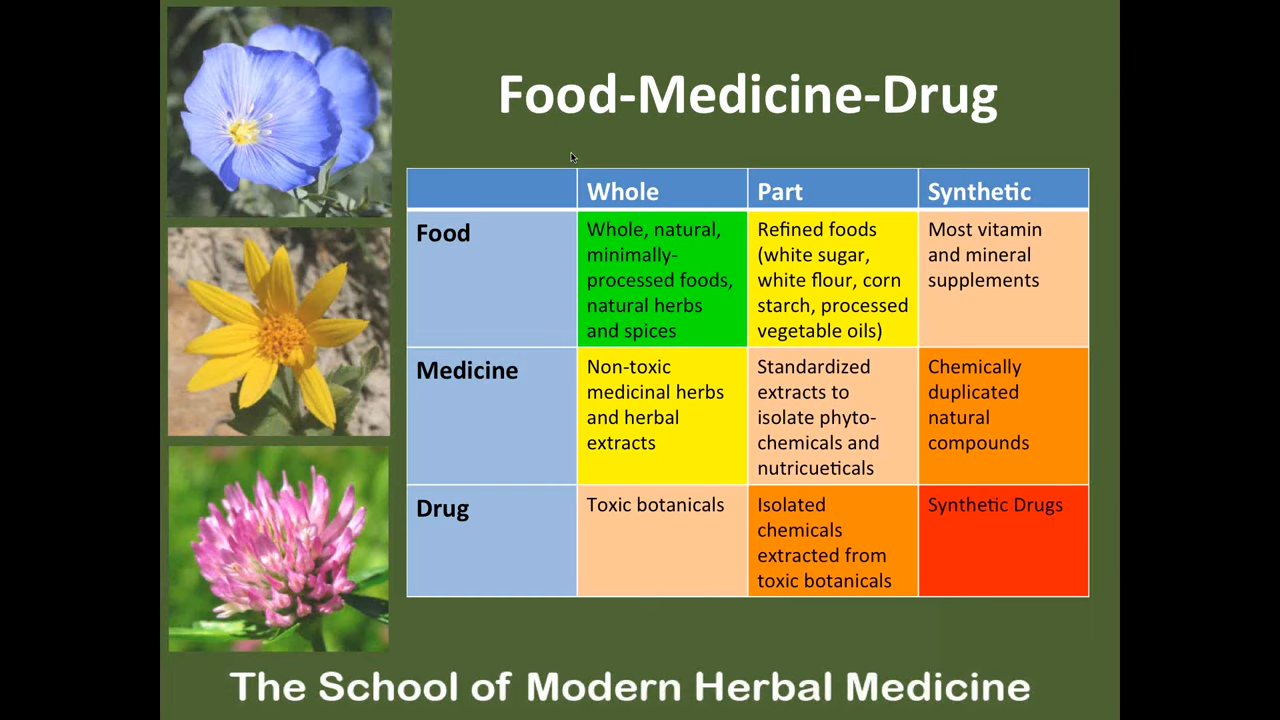 Food-Medicine-Drug
Whole
Part
Synthetic
Food
Whole, natural,
minimally-
processed foods,
natural herbs
and spices
Refined foods
(white sugar,
white flour, corn
starch, processed
vegetable oils)
Most vitamin
and mineral
supplements
Medicine
Non-toxic
medicinal herbs
and herbal
extracts
Standardized
extracts to
isolate phyto-
chemicals and
nutricueticals
Chemically
duplicated
natural
compounds
Drug
Toxic botanicals
Isolated
chemicals
extracted from
toxic botanicals
Synthetic Drugs
The School of Modern Herbal Medicine